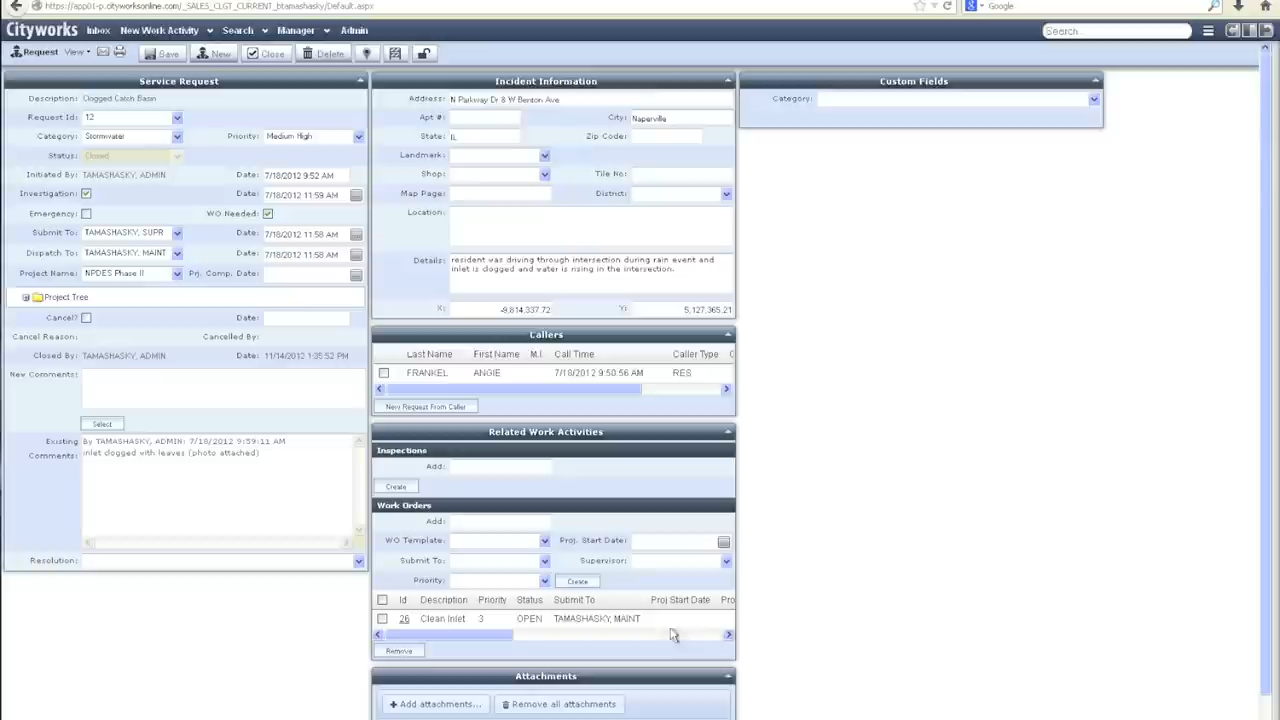 https://app01-p.cityworksonline.com/_SALES_CLGT_CURRENT_btamashasky/Default.aspx
Google
Cityworks Inbox New Work Activity Search Manager Admin
Search...
Request View Save New Close Delete
Service Request
Description: Clogged Catch Basin
Request Id: 12
Category: Stormwater Priority: Medium High
Status: Closed
Initiated By: TAMASHASKY, ADMIN Date: 7/18/2012 9:52 AM
Investigation: Date: 7/18/2012 11:59 AM
Emergency: WO Needed:
Submit To: TAMASHASKY, SUPR Date: 7/18/2012 11:58 AM
Dispatch To: TAMASHASKY, MAINT Date: 7/18/2012 11:58 AM
Project Name: NPDES Phase II Prj. Comp. Date:
Project Tree
Cancel? Date:
Cancel Reason: Cancelled By:
Closed By: TAMASHASKY, ADMIN Date: 11/14/2012 1:35:52 PM
New Comments:
Select
Existing Comments:
By TAMASHASKY, ADMIN: 7/18/2012 9:59:11 AM
inlet clogged with leaves (photo attached)
Resolution:
Incident Information
Address: N Parkway Dr & W Benton Ave
Apt #: City: Naperville
State: IL Zip Code:
Landmark:
Shop: Tile No:
Map Page: District:
Location:
Details: resident was driving through intersection during rain event and
inlet is clogged and water is rising in the intersection.
X: -9,814,337.72 Y: 5,127,365.21
Callers
Last Name First Name M.I. Call Time Caller Type
FRANKEL ANGIE 7/18/2012 9:50:56 AM RES
New Request From Caller
Related Work Activities
Inspections
Add:
Create
Work Orders
Add:
WO Template: Proj. Start Date:
Submit To: Supervisor:
Priority: Create
Id Description Priority Status Submit To Proj Start Date Pro
26 Clean Inlet 3 OPEN TAMASHASKY, MAINT
Remove
Attachments
Add attachments... Remove all attachments
Custom Fields
Category: